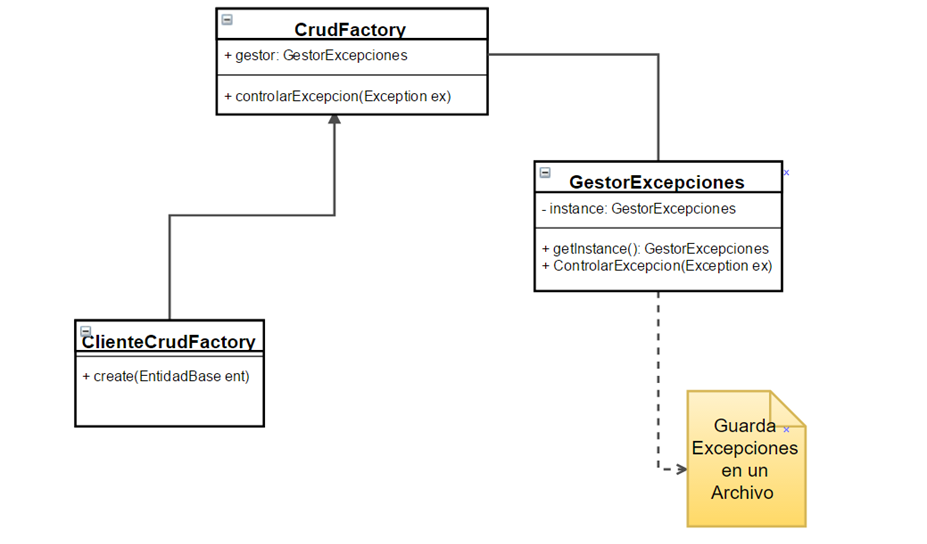 CrudFactory
+ gestor: GestorExcepciones
+ controlarExcepcion(Exception ex)
GestorExcepciones
- instance: GestorExcepciones
+ getInstance(): GestorExcepciones
+ ControlarExcepcion(Exception ex)
ClienteCrudFactory
+ create(EntidadBase ent)
Guarda
Excepciones
en un
Archivo